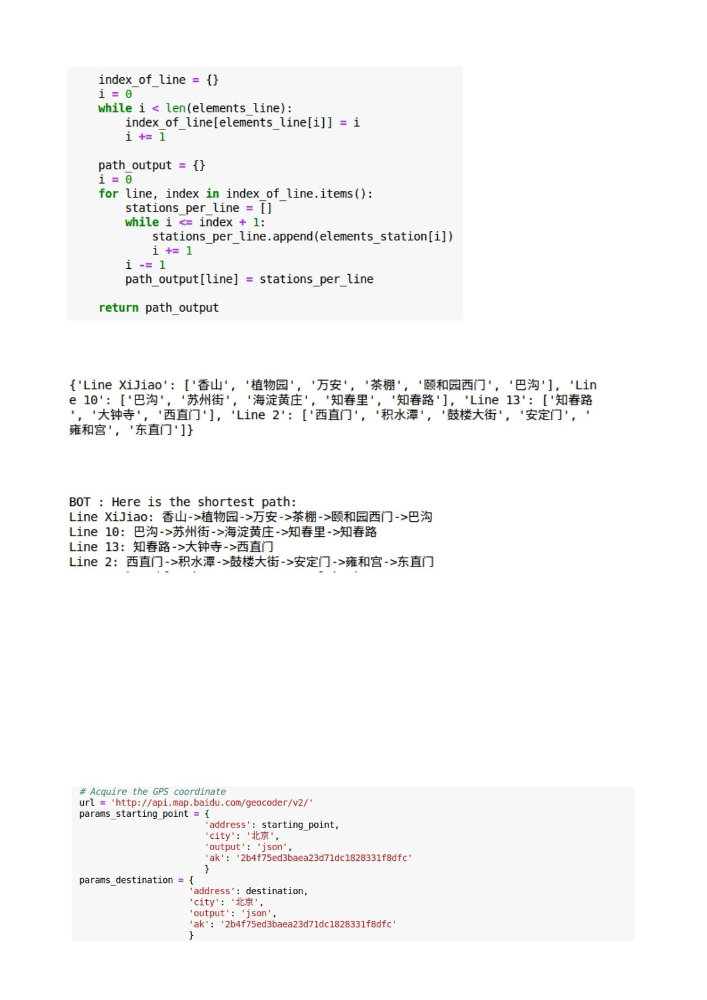 index_of_line = {}
    i = 0
    while i < len(elements_line):
        index_of_line[elements_line[i]] = i
        i += 1

    path_output = {}
    i = 0
    for line, index in index_of_line.items():
        stations_per_line = []
        while i <= index + 1:
            stations_per_line.append(elements_station[i])
            i += 1
        i -= 1
        path_output[line] = stations_per_line

    return path_output

{'Line XiJiao': ['香山', '植物园', '万安', '茶棚', '颐和园西门', '巴沟'], 'Lin
e 10': ['巴沟', '苏州街', '海淀黄庄', '知春里', '知春路'], 'Line 13': ['知春路
', '大钟寺', '西直门'], 'Line 2': ['西直门', '积水潭', '鼓楼大街', '安定门', '
雍和宫', '东直门']}

BOT : Here is the shortest path:
Line XiJiao: 香山->植物园->万安->茶棚->颐和园西门->巴沟
Line 10: 巴沟->苏州街->海淀黄庄->知春里->知春路
Line 13: 知春路->大钟寺->西直门
Line 2: 西直门->积水潭->鼓楼大街->安定门->雍和宫->东直门

# Acquire the GPS coordinate
url = 'http://api.map.baidu.com/geocoder/v2/'
params_starting_point = {
                        'address': starting_point,
                        'city': '北京',
                        'output': 'json',
                        'ak': '2b4f75ed3baea23d71dc1828331f8dfc'
                        }
params_destination = {
                     'address': destination,
                     'city': '北京',
                     'output': 'json',
                     'ak': '2b4f75ed3baea23d71dc1828331f8dfc'
                     }